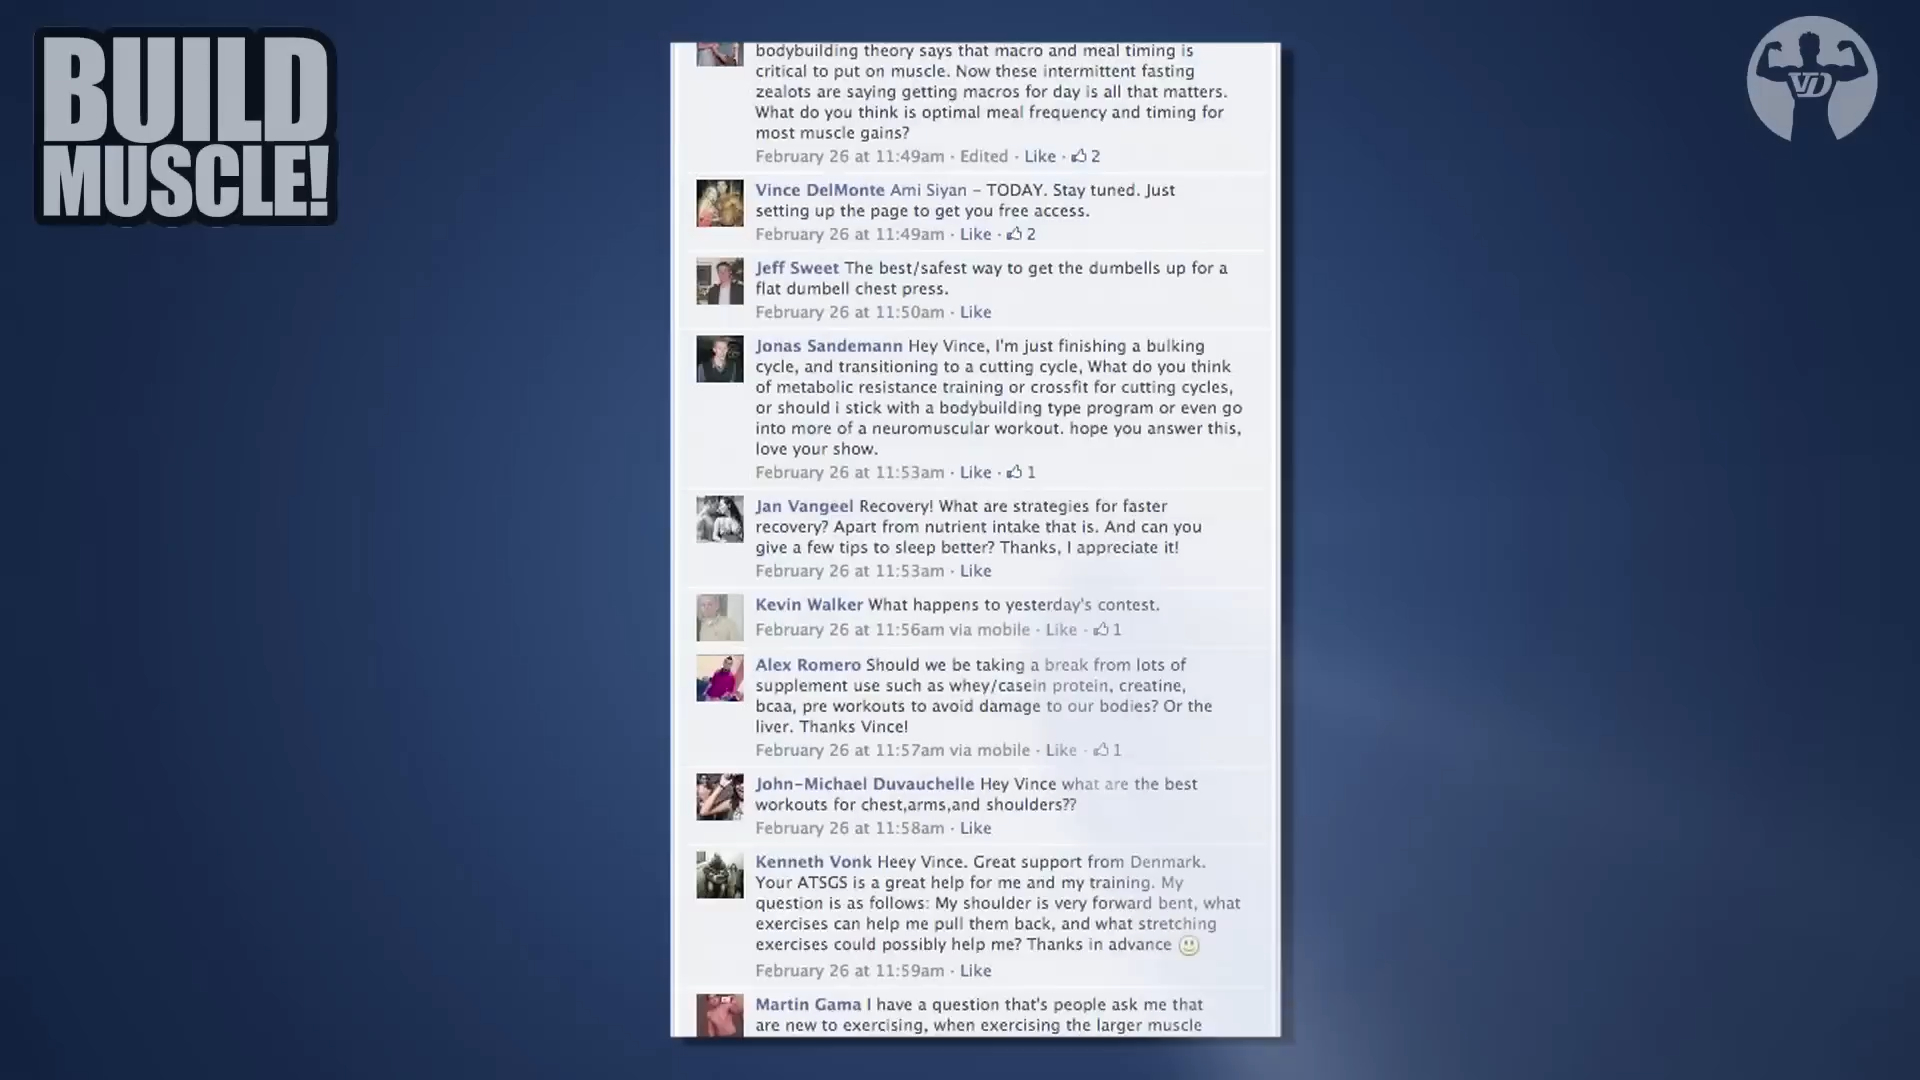 BUILD
MUSCLE!
VD
bodybuilding theory says that macro and meal timing is
critical to put on muscle. Now these intermittent fasting
zealots are saying getting macros for day is all that matters.
What do you think is optimal meal frequency and timing for
most muscle gains?
February 26 at 11:49am · Edited · Like · 2
Vince DelMonte Ami Siyan – TODAY. Stay tuned. Just
setting up the page to get you free access.
February 26 at 11:49am · Like · 2
Jeff Sweet The best/safest way to get the dumbells up for a
flat dumbell chest press.
February 26 at 11:50am · Like
Jonas Sandemann Hey Vince, I'm just finishing a bulking
cycle, and transitioning to a cutting cycle, What do you think
of metabolic resistance training or crossfit for cutting cycles,
or should i stick with a bodybuilding type program or even go
into more of a neuromuscular workout. hope you answer this,
love your show.
February 26 at 11:53am · Like · 1
Jan Vangeel Recovery! What are strategies for faster
recovery? Apart from nutrient intake that is. And can you
give a few tips to sleep better? Thanks, I appreciate it!
February 26 at 11:53am · Like
Kevin Walker What happens to yesterday's contest.
February 26 at 11:56am via mobile · Like · 1
Alex Romero Should we be taking a break from lots of
supplement use such as whey/casein protein, creatine,
bcaa, pre workouts to avoid damage to our bodies? Or the
liver. Thanks Vince!
February 26 at 11:57am via mobile · Like · 1
John-Michael Duvauchelle Hey Vince what are the best
workouts for chest,arms,and shoulders??
February 26 at 11:58am · Like
Kenneth Vonk Heey Vince. Great support from Denmark.
Your ATSGS is a great help for me and my training. My
question is as follows: My shoulder is very forward bent, what
exercises can help me pull them back, and what stretching
exercises could possibly help me? Thanks in advance
February 26 at 11:59am · Like
Martin Gama I have a question that's people ask me that
are new to exercising, when exercising the larger muscle